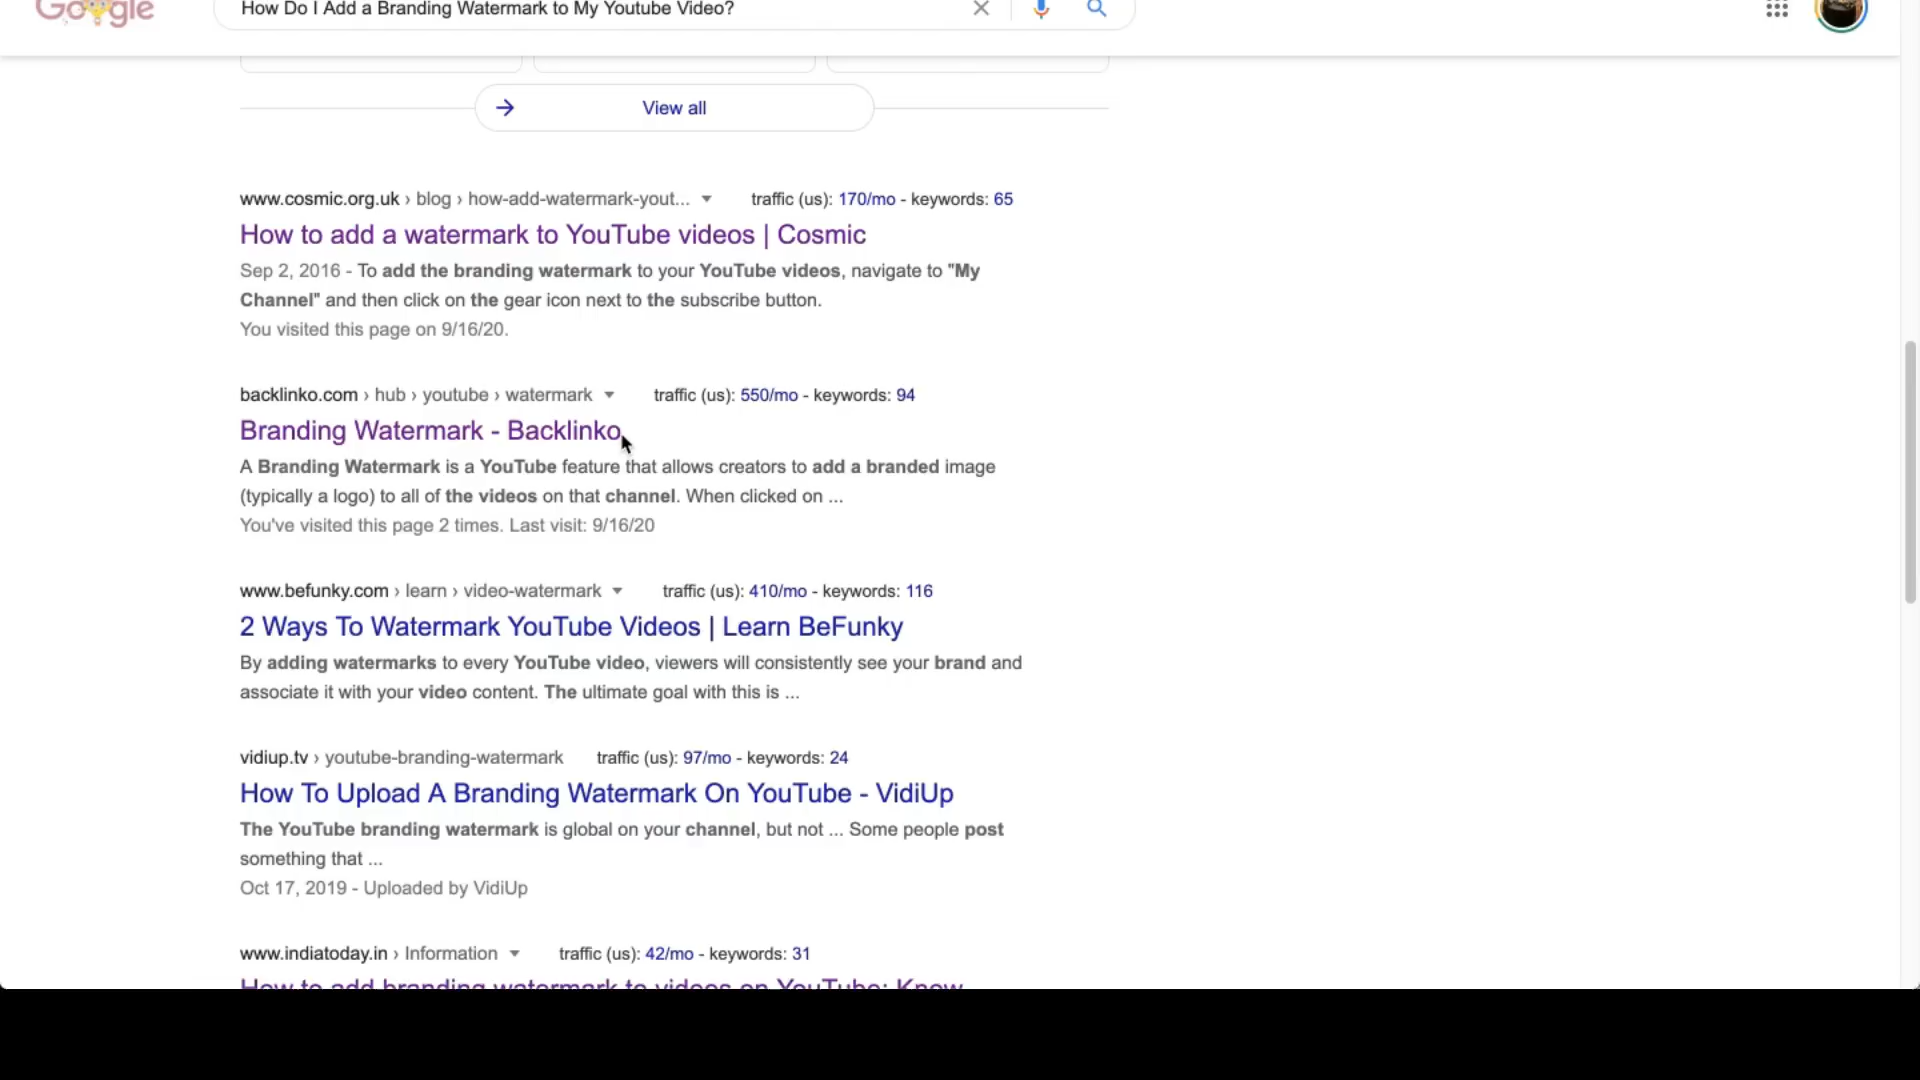 Google
How Do I Add a Branding Watermark to My Youtube Video?
View all
www.cosmic.org.uk › blog › how-add-watermark-yout... traffic (us): 170/mo - keywords: 65
How to add a watermark to YouTube videos | Cosmic
Sep 2, 2016 - To add the branding watermark to your YouTube videos, navigate to "My
Channel" and then click on the gear icon next to the subscribe button.
You visited this page on 9/16/20.
backlinko.com › hub › youtube › watermark traffic (us): 550/mo - keywords: 94
Branding Watermark - Backlinko
A Branding Watermark is a YouTube feature that allows creators to add a branded image
(typically a logo) to all of the videos on that channel. When clicked on ...
You've visited this page 2 times. Last visit: 9/16/20
www.befunky.com › learn › video-watermark traffic (us): 410/mo - keywords: 116
2 Ways To Watermark YouTube Videos | Learn BeFunky
By adding watermarks to every YouTube video, viewers will consistently see your brand and
associate it with your video content. The ultimate goal with this is ...
vidiup.tv › youtube-branding-watermark traffic (us): 97/mo - keywords: 24
How To Upload A Branding Watermark On YouTube - VidiUp
The YouTube branding watermark is global on your channel, but not ... Some people post
something that ...
Oct 17, 2019 - Uploaded by VidiUp
www.indiatoday.in › Information traffic (us): 42/mo - keywords: 31
How to add branding watermark to videos on YouTube: Know